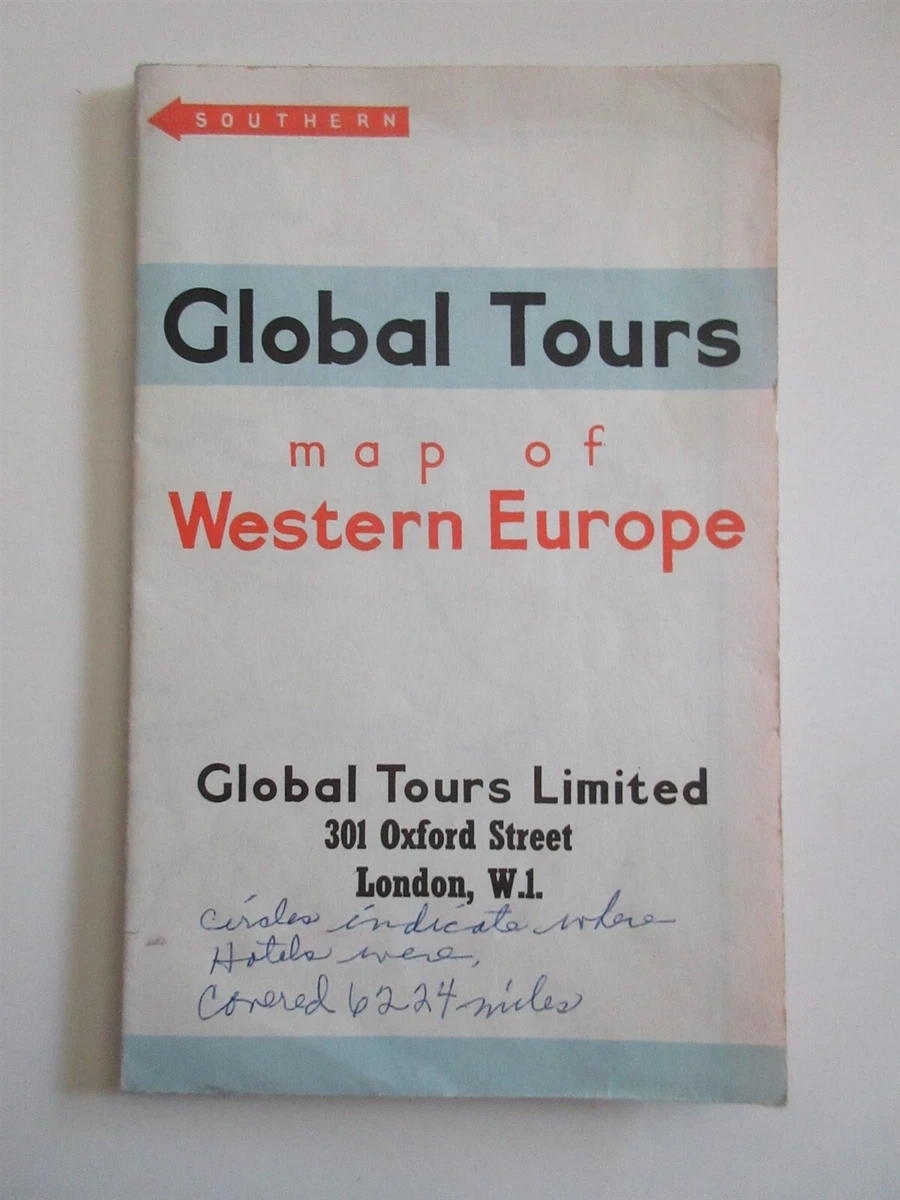 SOUTHERN
Global Tours
map of
Western Europe
Global Tours Limited
301 Oxford Street
London, W.1.
circles indicate where
Hotels were,
Covered 6224 miles